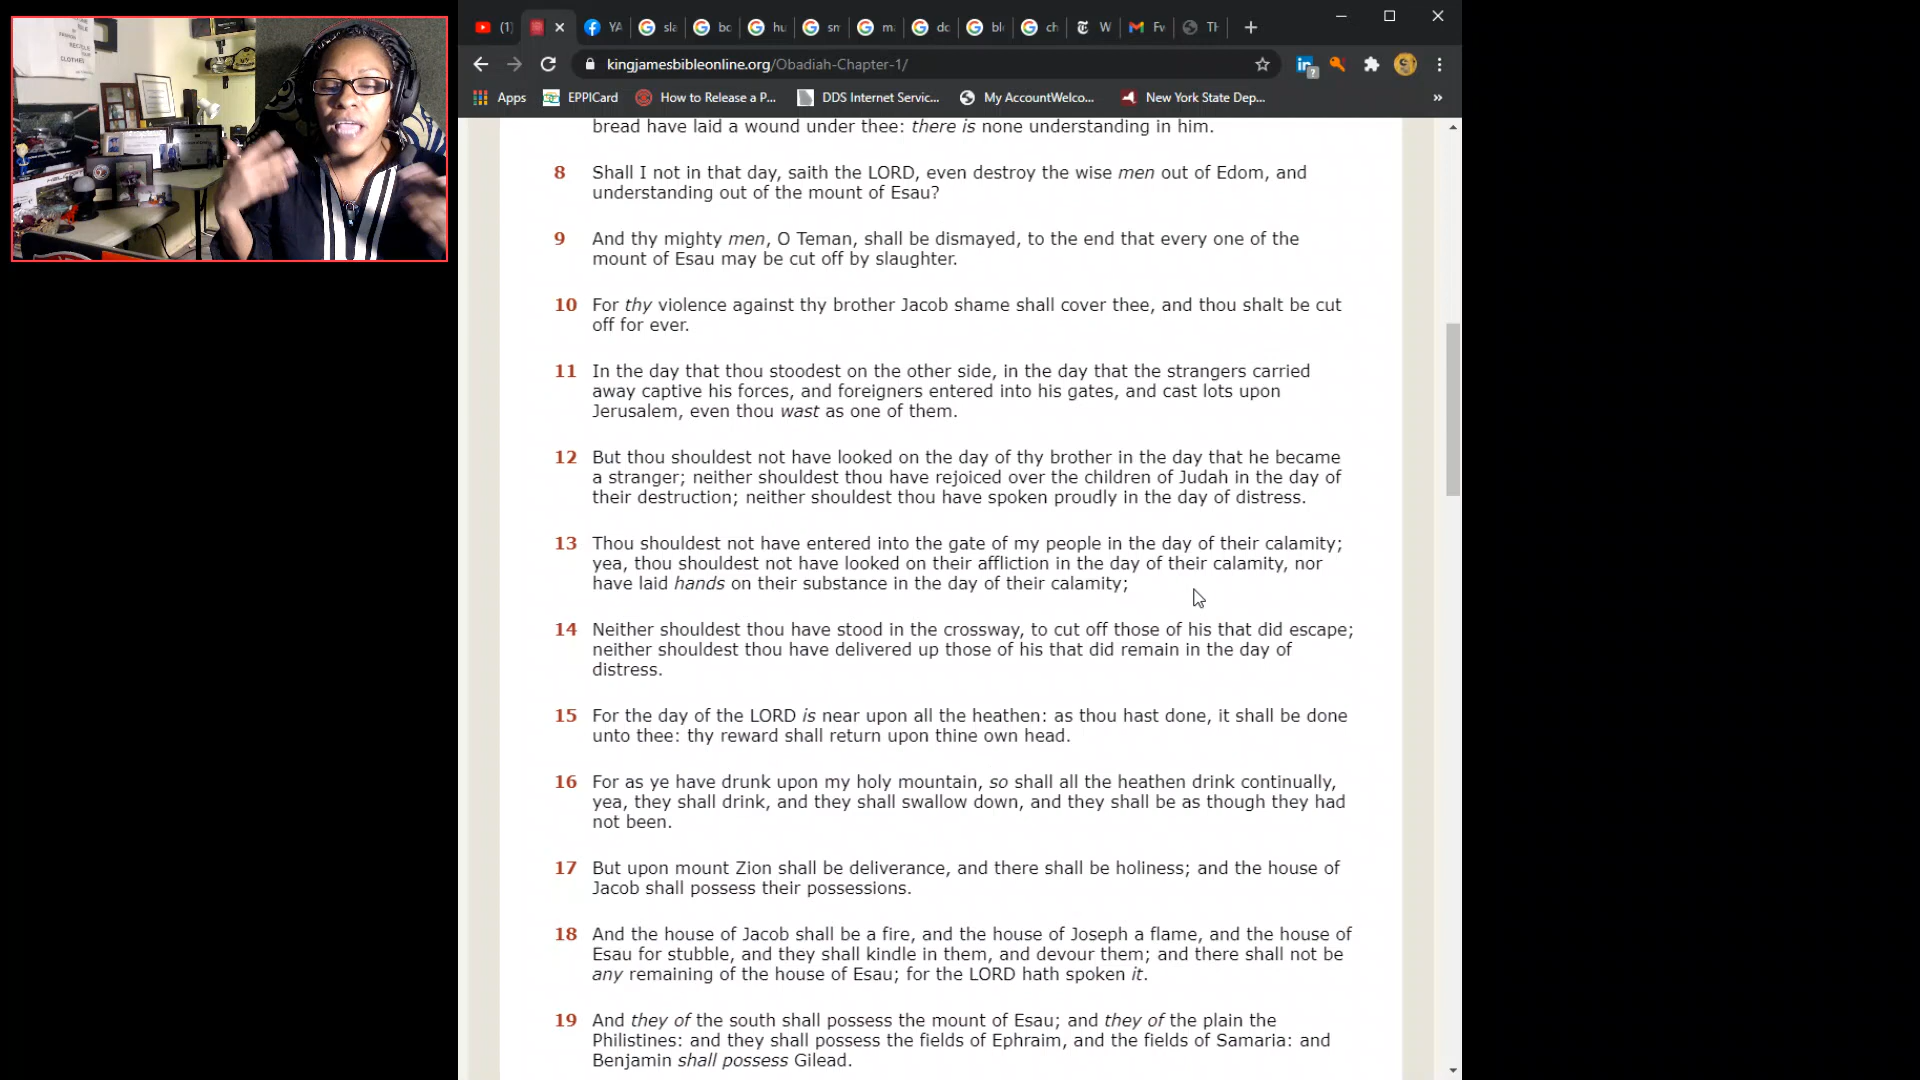 RECYCLE
CLOTHES
(1)
YA
sla
bo
hu
sn
m
do
bl
ch
W
Fv
Th
kingjamesbibleonline.org/Obadiah-Chapter-1/
Apps
EPPICard
How to Release a P...
DDS Internet Servic...
My AccountWelco...
New York State Dep...
»
bread have laid a wound under thee: there is none understanding in him.
8 Shall I not in that day, saith the LORD, even destroy the wise men out of Edom, and
understanding out of the mount of Esau?
9 And thy mighty men, O Teman, shall be dismayed, to the end that every one of the
mount of Esau may be cut off by slaughter.
10 For thy violence against thy brother Jacob shame shall cover thee, and thou shalt be cut
off for ever.
11 In the day that thou stoodest on the other side, in the day that the strangers carried
away captive his forces, and foreigners entered into his gates, and cast lots upon
Jerusalem, even thou wast as one of them.
12 But thou shouldest not have looked on the day of thy brother in the day that he became
a stranger; neither shouldest thou have rejoiced over the children of Judah in the day of
their destruction; neither shouldest thou have spoken proudly in the day of distress.
13 Thou shouldest not have entered into the gate of my people in the day of their calamity;
yea, thou shouldest not have looked on their affliction in the day of their calamity, nor
have laid hands on their substance in the day of their calamity;
14 Neither shouldest thou have stood in the crossway, to cut off those of his that did escape;
neither shouldest thou have delivered up those of his that did remain in the day of
distress.
15 For the day of the LORD is near upon all the heathen: as thou hast done, it shall be done
unto thee: thy reward shall return upon thine own head.
16 For as ye have drunk upon my holy mountain, so shall all the heathen drink continually,
yea, they shall drink, and they shall swallow down, and they shall be as though they had
not been.
17 But upon mount Zion shall be deliverance, and there shall be holiness; and the house of
Jacob shall possess their possessions.
18 And the house of Jacob shall be a fire, and the house of Joseph a flame, and the house of
Esau for stubble, and they shall kindle in them, and devour them; and there shall not be
any remaining of the house of Esau; for the LORD hath spoken it.
19 And they of the south shall possess the mount of Esau; and they of the plain the
Philistines: and they shall possess the fields of Ephraim, and the fields of Samaria: and
Benjamin shall possess Gilead.